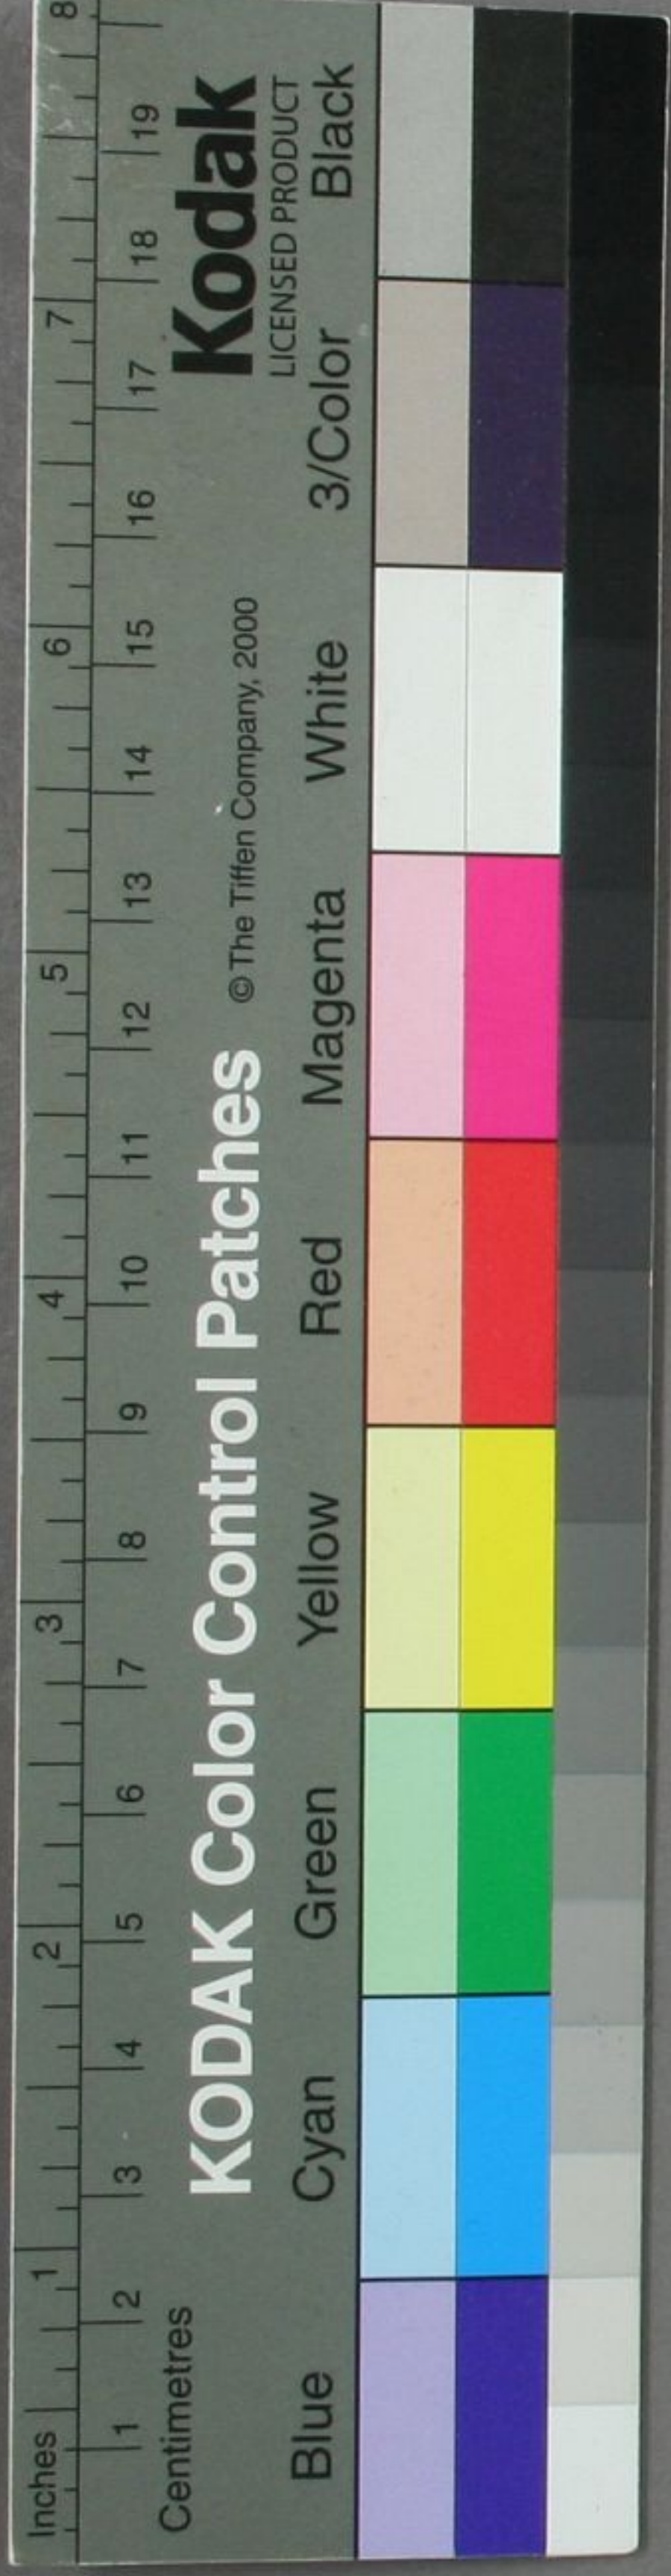 Inches 1 2 3 4 5 6 7 8
1 2 3 4 5 6 7 8 9 10 11 12 13 14 15 16 17 18 19
Centimetres
KODAK Color Control Patches © The Tiffen Company, 2000 Kodak
LICENSED PRODUCT
Blue Cyan Green Yellow Red Magenta White 3/Color Black